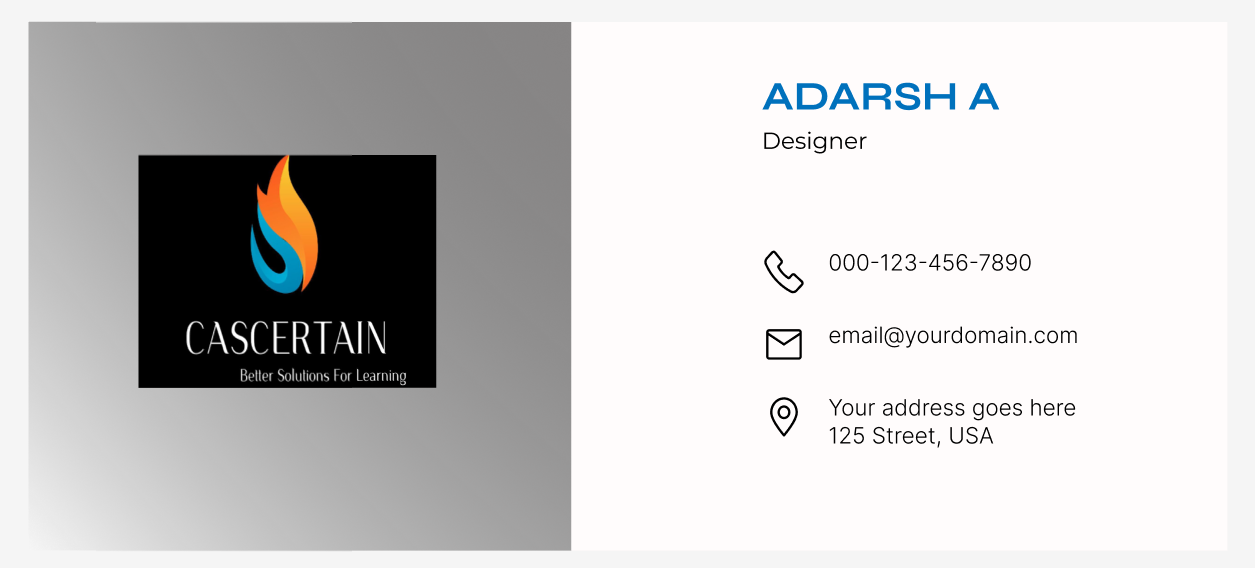 CASCERTAIN
Better Solutions For Learning
ADARSH A
Designer
000-123-456-7890
email@yourdomain.com
Your address goes here
125 Street, USA